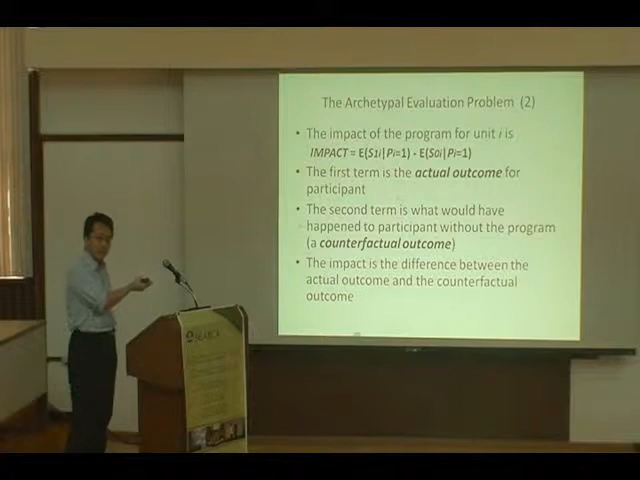 The Archetypal Evaluation Problem (2)
• The impact of the program for unit i is
IMPACT = E(S1i|Pi=1) - E(S0i|Pi=1)
• The first term is the actual outcome for
participant
• The second term is what would have
happened to participant without the program
(a counterfactual outcome)
• The impact is the difference between the
actual outcome and the counterfactual
outcome
SEARCA